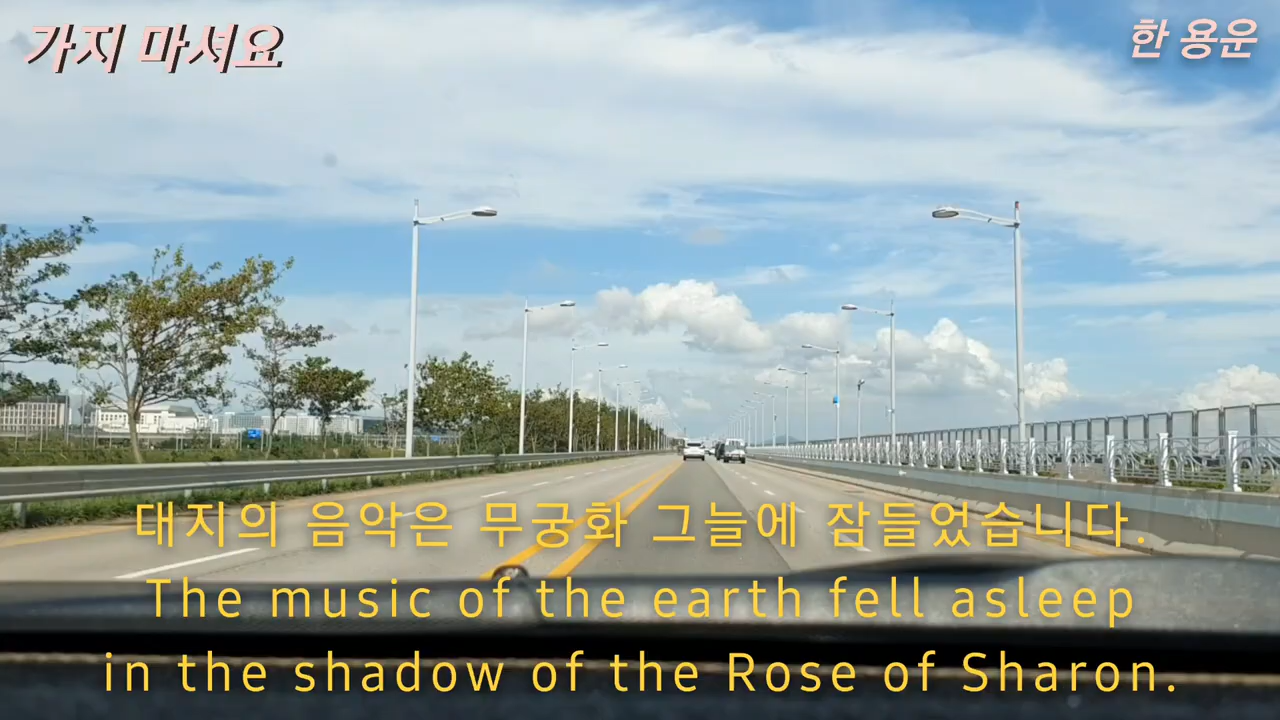 가지 마셔요
한 용운
대지의 음악은 무궁화 그늘에 잠들었습니다.
The music of the earth fell asleep
in the shadow of the Rose of Sharon.